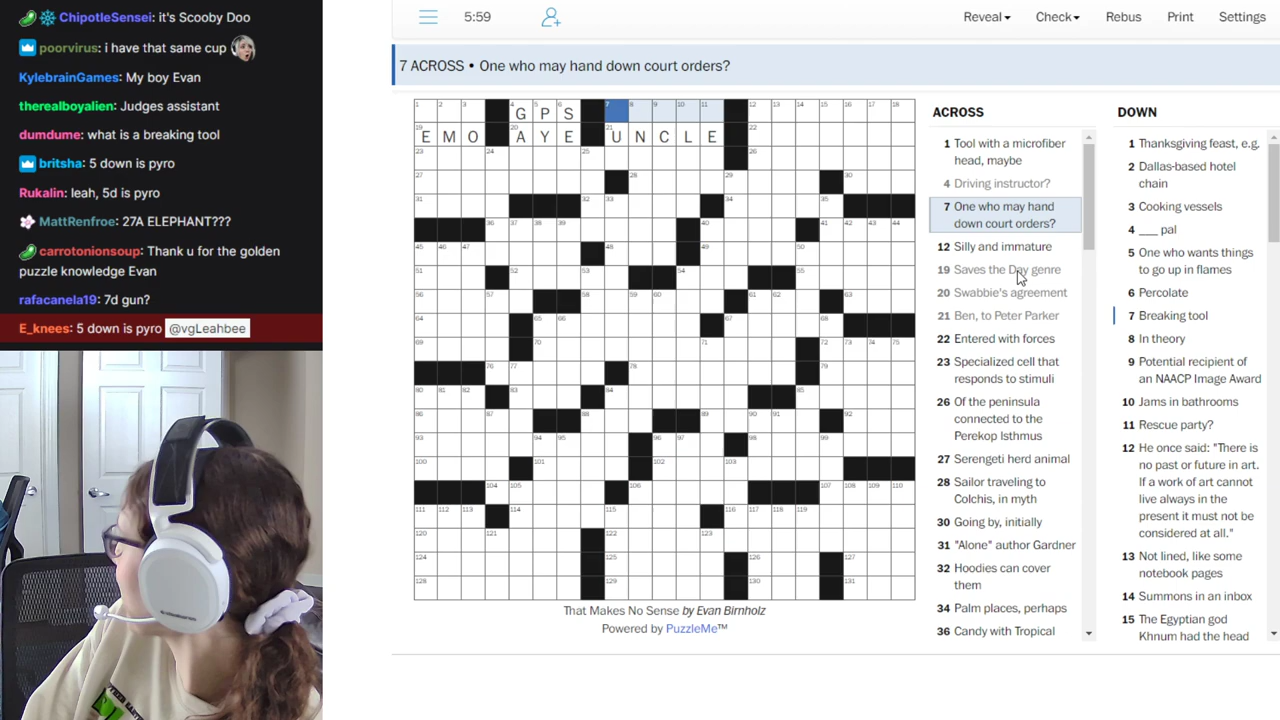 ChipotleSensei: it's Scooby Doo
poorvirus: i have that same cup
KylebrainGames: My boy Evan
therealboyalien: Judges assistant
dumdume: what is a breaking tool
britsha: 5 down is pyro
Rukalin: leah, 5d is pyro
MattRenfroe: 27A ELEPHANT???
carrotonionsoup: Thank u for the golden
puzzle knowledge Evan
rafacanela19: 7d gun?
E_knees: 5 down is pyro @vgLeahbee
5:59
Reveal
Check
Rebus
Print
Settings
7 ACROSS • One who may hand down court orders?
G P S
E M O A Y E U N C L E
That Makes No Sense by Evan Birnholz
Powered by PuzzleMe™
ACROSS
1 Tool with a microfiber
head, maybe
4 Driving instructor?
7 One who may hand
down court orders?
12 Silly and immature
19 Saves the Day genre
20 Swabbie's agreement
21 Ben, to Peter Parker
22 Entered with forces
23 Specialized cell that
responds to stimuli
26 Of the peninsula
connected to the
Perekop Isthmus
27 Serengeti herd animal
28 Sailor traveling to
Colchis, in myth
30 Going by, initially
31 "Alone" author Gardner
32 Hoodies can cover
them
34 Palm places, perhaps
36 Candy with Tropical
DOWN
1 Thanksgiving feast, e.g.
2 Dallas-based hotel
chain
3 Cooking vessels
4 ___ pal
5 One who wants things
to go up in flames
6 Percolate
7 Breaking tool
8 In theory
9 Potential recipient of
an NAACP Image Award
10 Jams in bathrooms
11 Rescue party?
12 He once said: "There is
no past or future in art.
If a work of art cannot
live always in the
present it must not be
considered at all."
13 Not lined, like some
notebook pages
14 Summons in an inbox
15 The Egyptian god
Khnum had the head